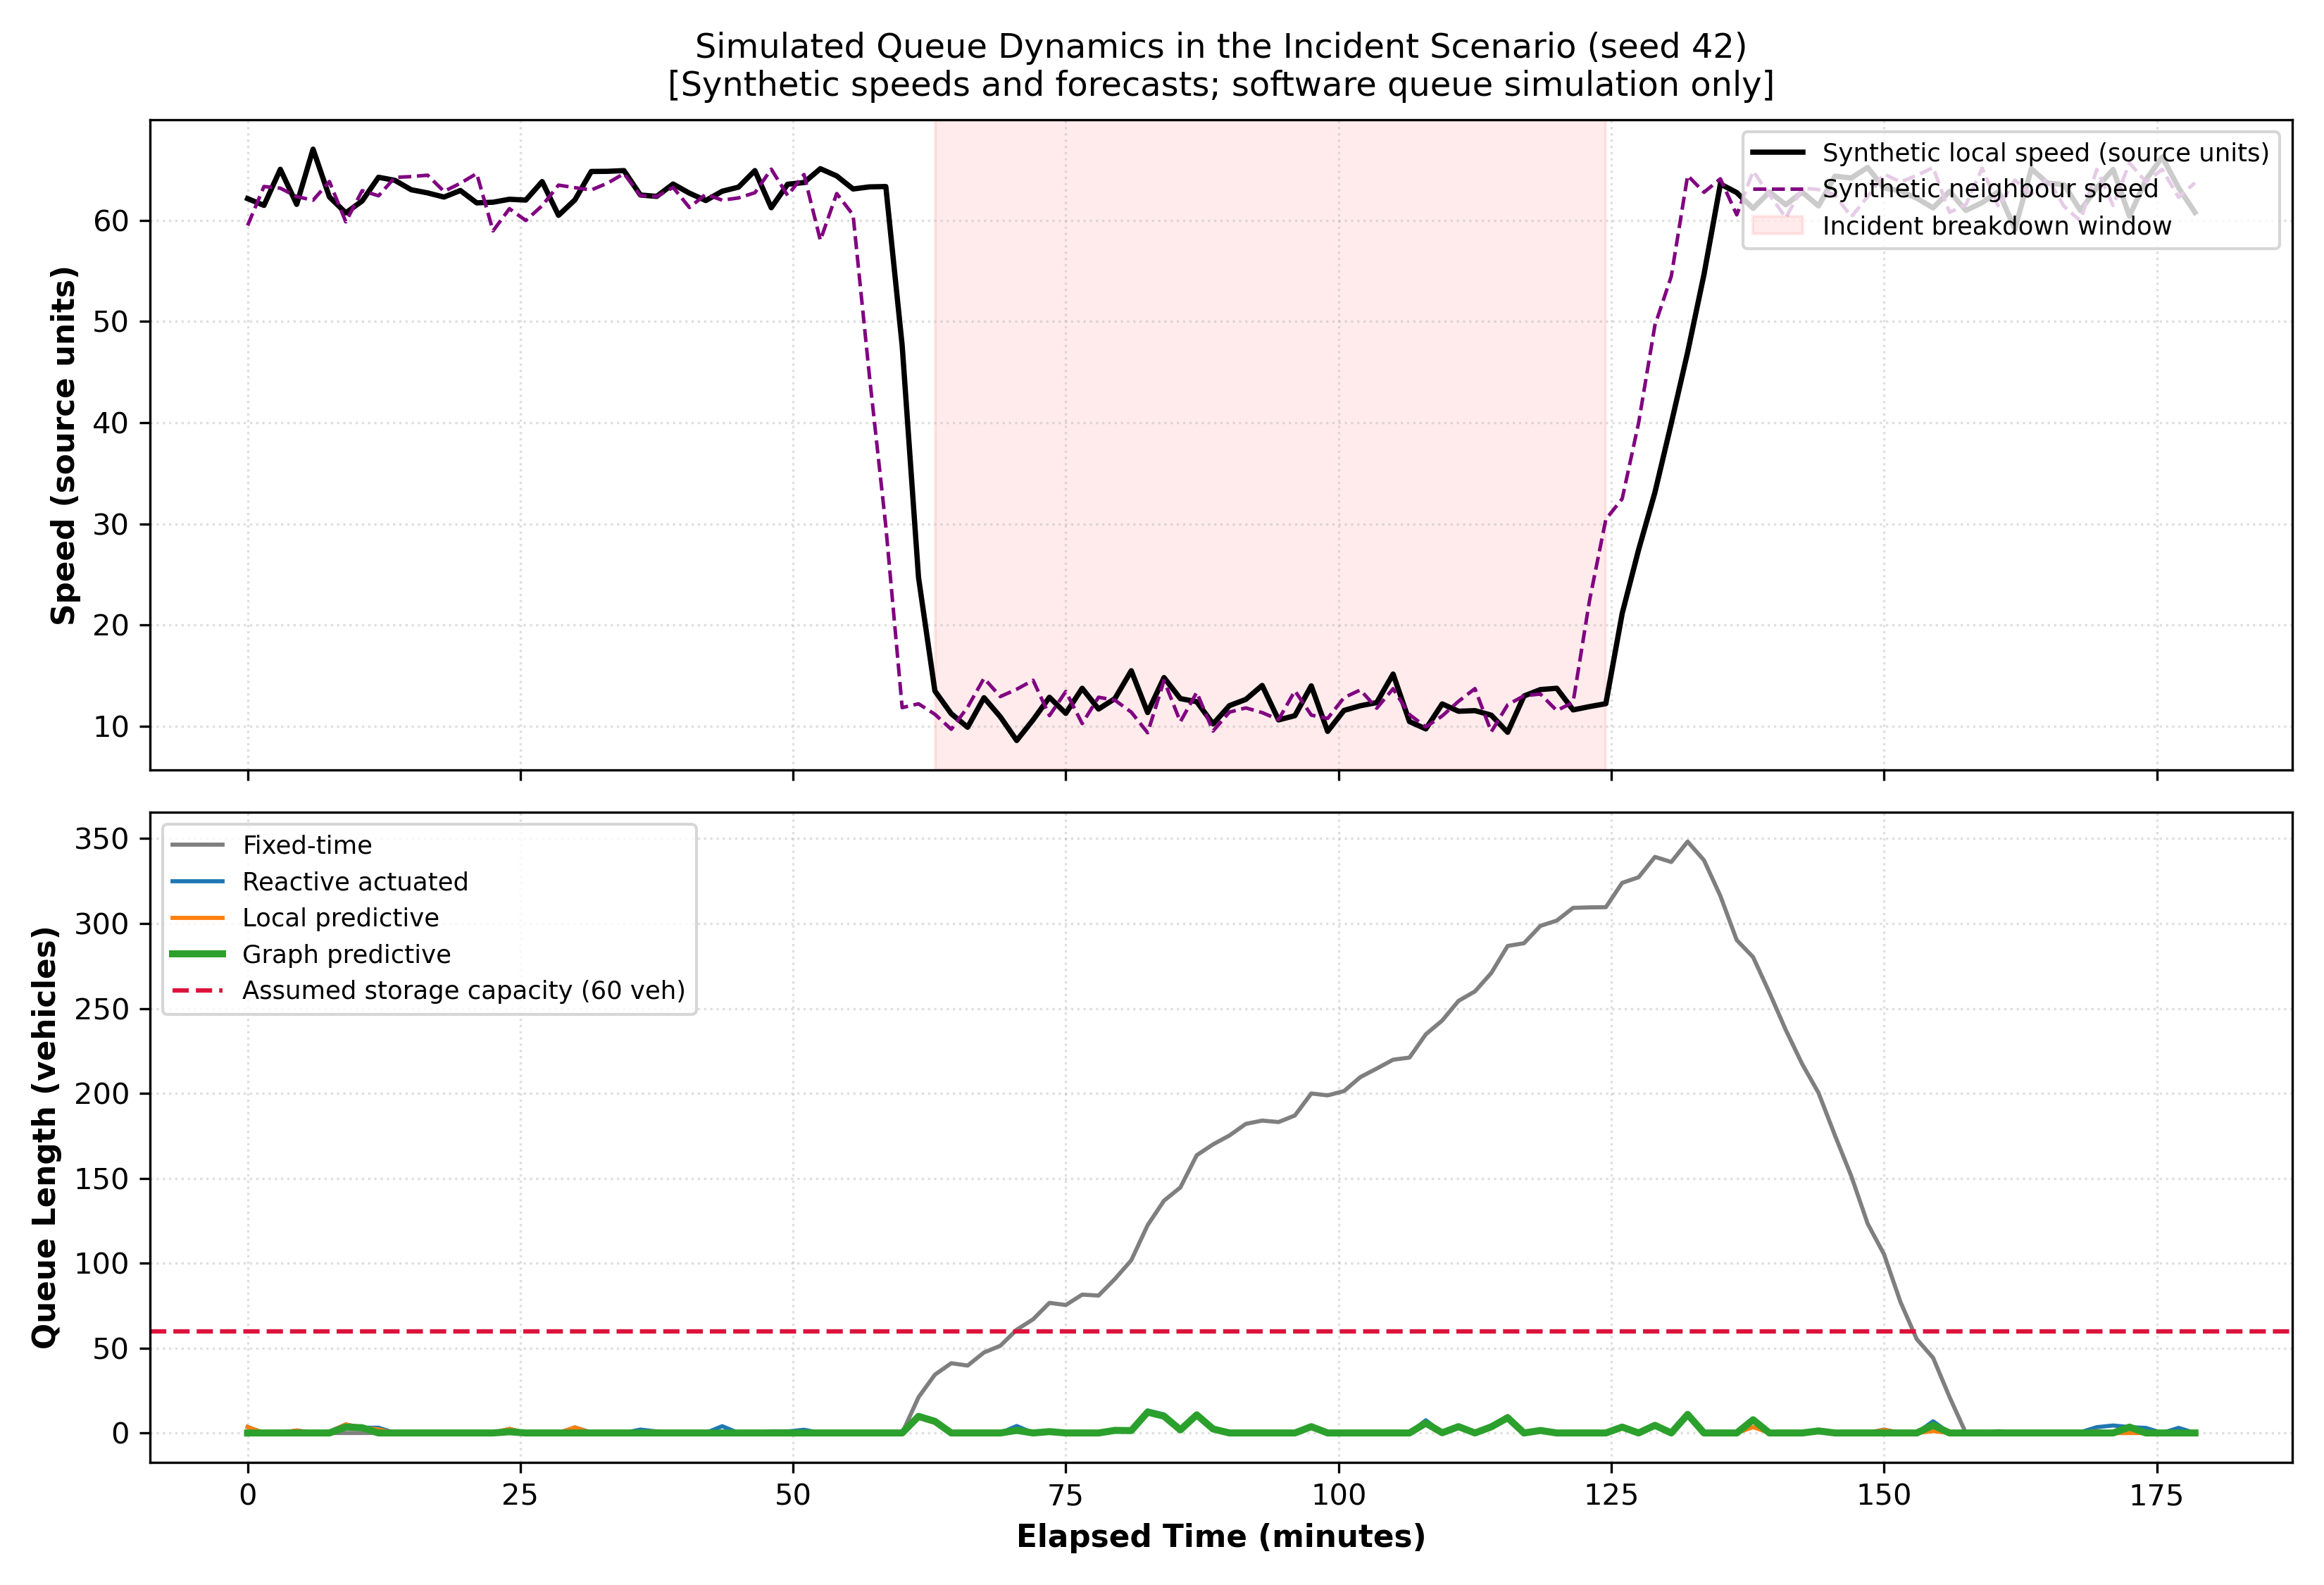 Simulated Queue Dynamics in the Incident Scenario (seed 42)
[Synthetic speeds and forecasts; software queue simulation only]
Speed (source units)
60
50
40
30
20
10
Synthetic local speed (source units)
Synthetic neighbour speed
Incident breakdown window
Queue Length (vehicles)
350
300
250
200
150
100
50
0
Fixed-time
Reactive actuated
Local predictive
Graph predictive
Assumed storage capacity (60 veh)
0 25 50 75 100 125 150 175
Elapsed Time (minutes)